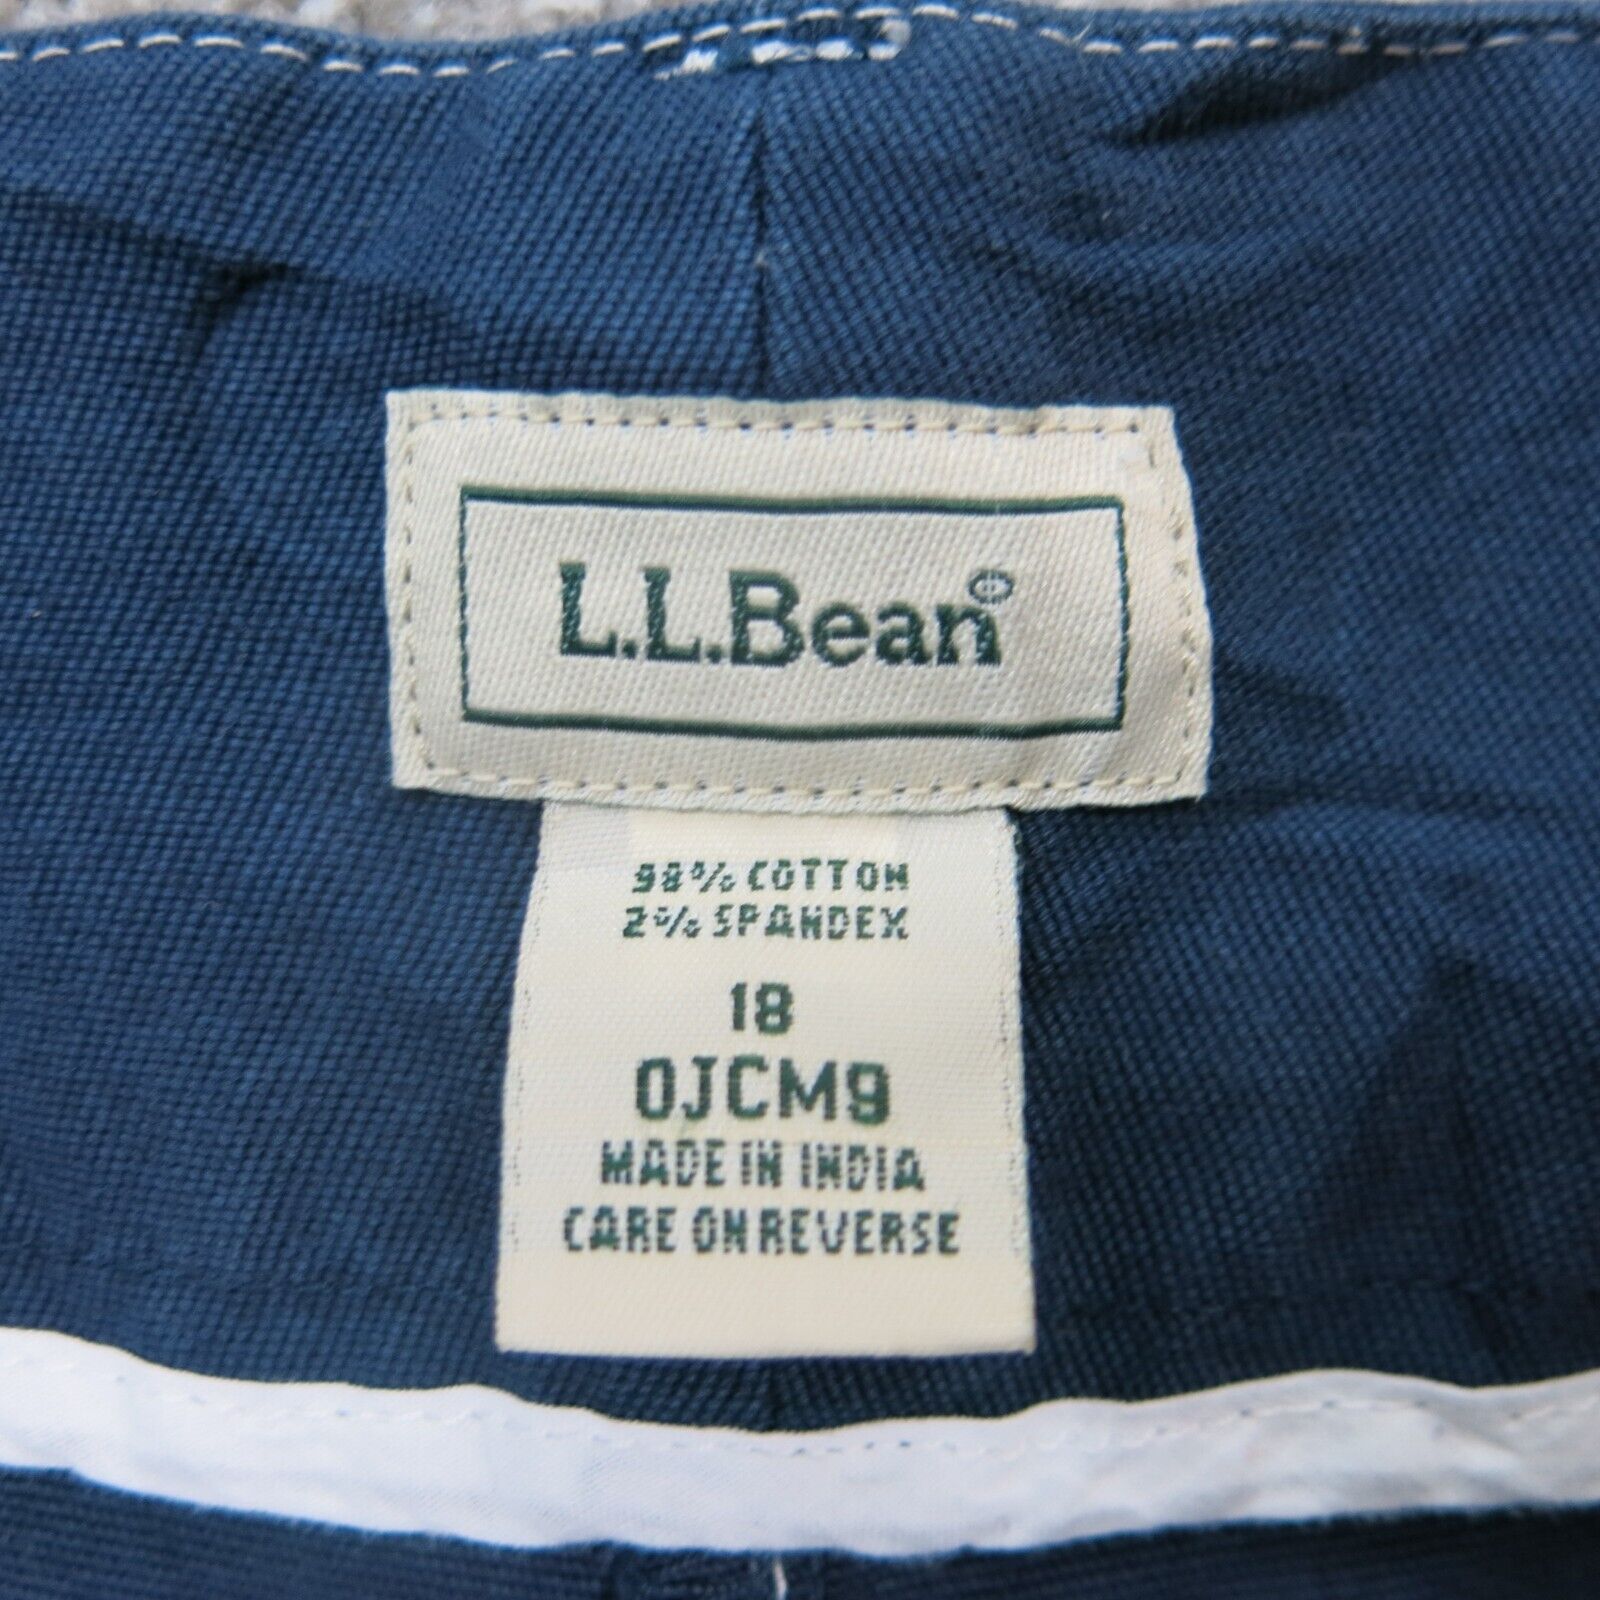 L.L.Bean®
98% COTTON
2% SPANDEX
18
0JCM9
MADE IN INDIA
CARE ON REVERSE